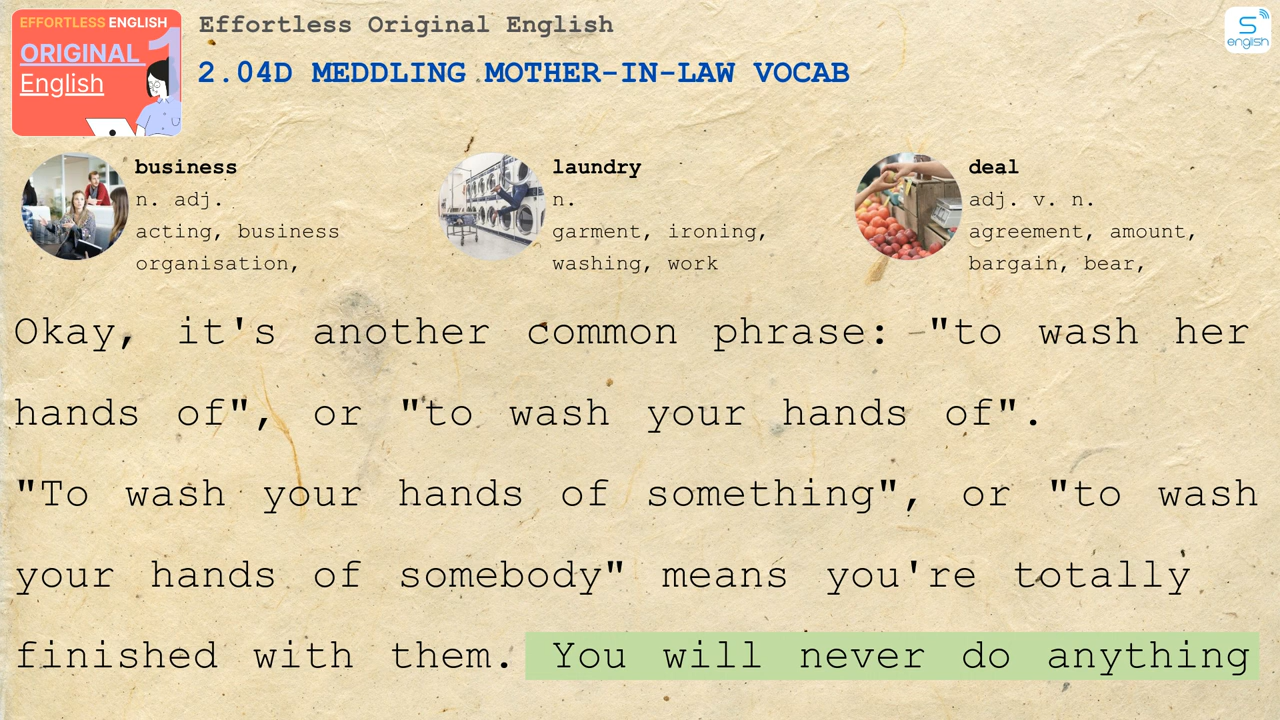 EFFORTLESS ENGLISH
ORIGINAL 1
English
Effortless Original English
2.04D MEDDLING MOTHER-IN-LAW VOCAB
S
english
business
n. adj.
acting, business
organisation,
laundry
n.
garment, ironing,
washing, work
deal
adj. v. n.
agreement, amount,
bargain, bear,
Okay, it's another common phrase: "to wash her
hands of", or "to wash your hands of".
"To wash your hands of something", or "to wash
your hands of somebody" means you're totally
finished with them. You will never do anything